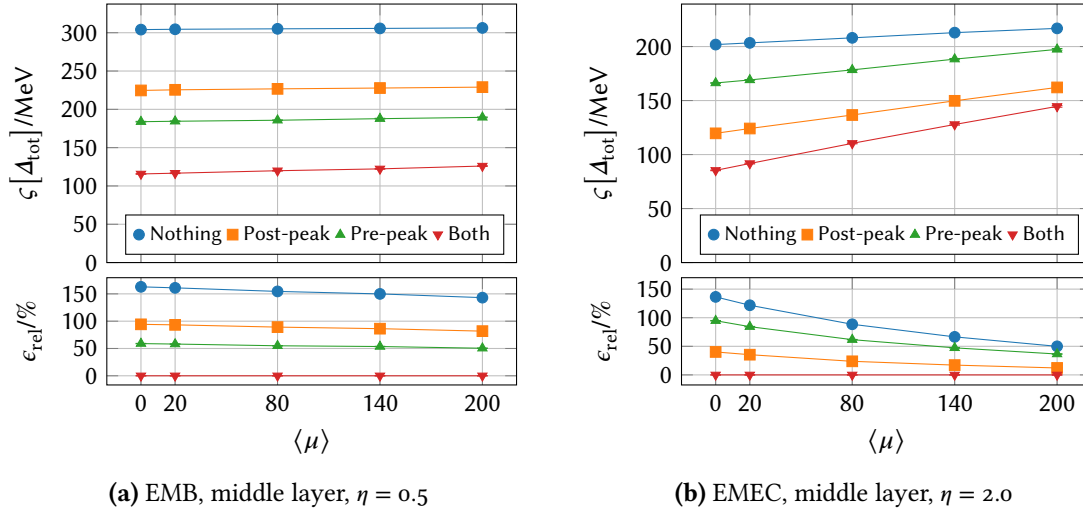 300
250
200
150
100
50
0
ς[Δtot]/MeV
Nothing Post-peak Pre-peak Both
150
100
50
0
ϵrel/%
0 20 80 140 200
⟨μ⟩
(a) EMB, middle layer, η = 0.5
200
150
100
50
0
ς[Δtot]/MeV
Nothing Post-peak Pre-peak Both
150
100
50
0
ϵrel/%
0 20 80 140 200
⟨μ⟩
(b) EMEC, middle layer, η = 2.0